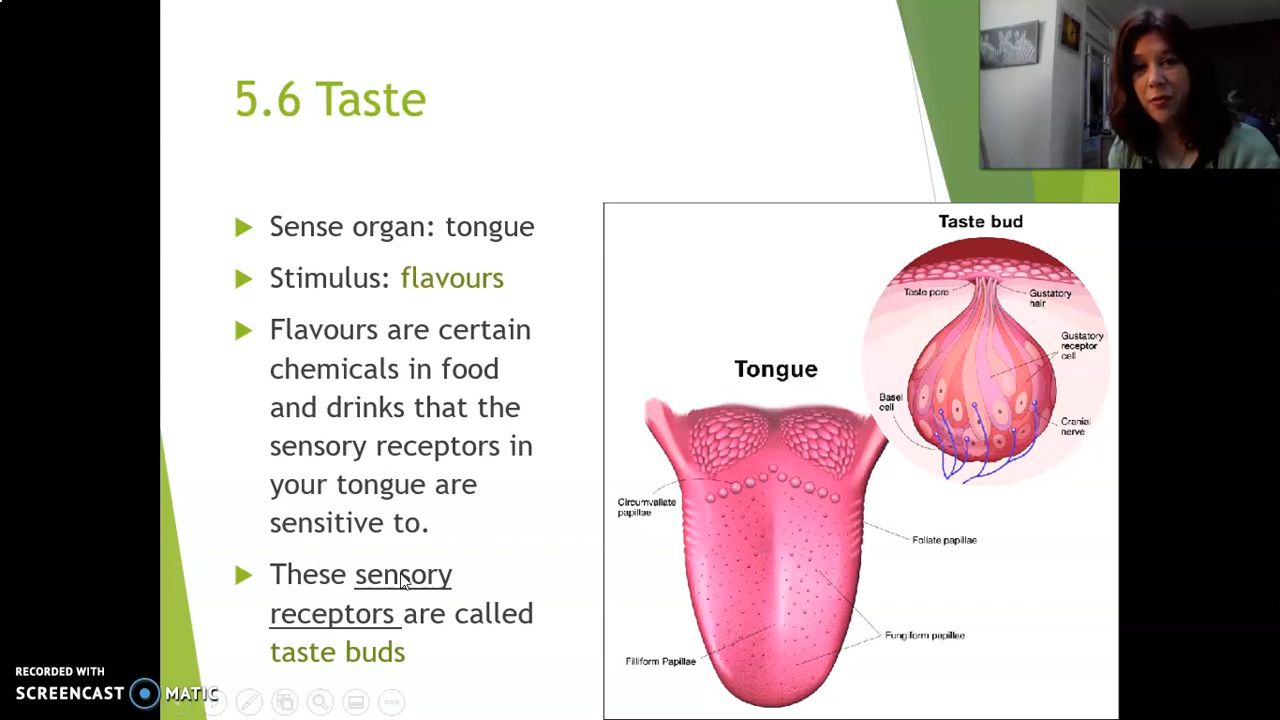 5.6 Taste
Sense organ: tongue
Stimulus: flavours
Flavours are certain
chemicals in food
and drinks that the
sensory receptors in
your tongue are
sensitive to.
These sensory
receptors are called
taste buds
Taste bud
Taste pore
Gustatory
hair
Gustatory
receptor
cell
Basel
cell
Cranial
nerve
Tongue
Circumvallate
papillae
Foliate papillae
Fungiform papillae
Filliform Papillae
RECORDED WITH
SCREENCAST MATIC